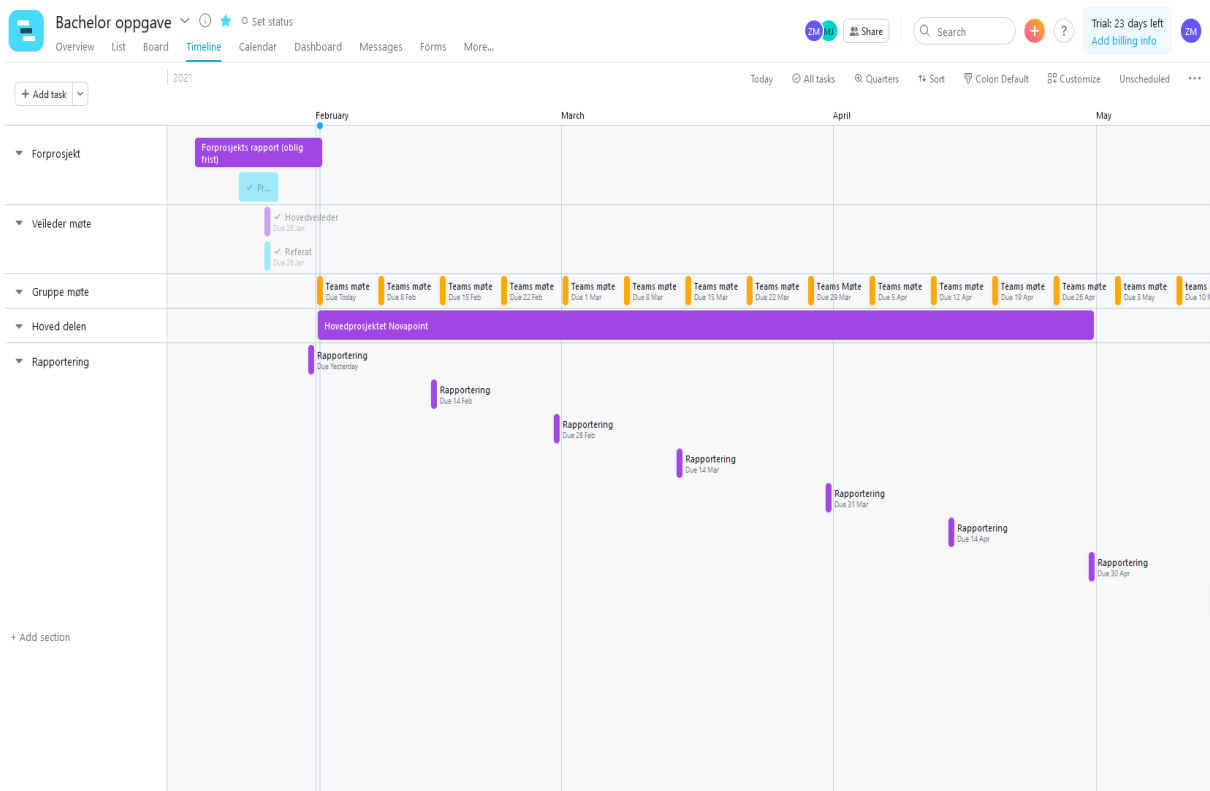 Bachelor oppgave
Set status
Overview List Board Timeline Calendar Dashboard Messages Forms More...
ZM MJ Share
Search
?
Trial: 23 days left
Add billing info
ZM
2021
Today All tasks Quarters Sort Color: Default Customize Unscheduled
+ Add task
February March April May
Forprosjekt
Forprosjekts rapport (oblig
frist)
Pr...
Veileder møte
Hovedveileder
Due 26 Jan
Referat
Due 26 Jan
Gruppe møte
Teams møte Teams møte Teams møte Teams møte Teams møte Teams møte Teams møte Teams møte Teams Møte Teams møte Teams møte Teams møte Teams møte teams møte teams
Due Today Due 8 Feb Due 15 Feb Due 22 Feb Due 1 Mar Due 8 Mar Due 15 Mar Due 22 Mar Due 29 Mar Due 5 Apr Due 12 Apr Due 19 Apr Due 26 Apr Due 3 May Due 10
Hoved delen
Hovedprosjektet Novapoint
Rapportering
Rapportering
Due Yesterday
Rapportering
Due 14 Feb
Rapportering
Due 28 Feb
Rapportering
Due 14 Mar
Rapportering
Due 31 Mar
Rapportering
Due 14 Apr
Rapportering
Due 30 Apr
+ Add section